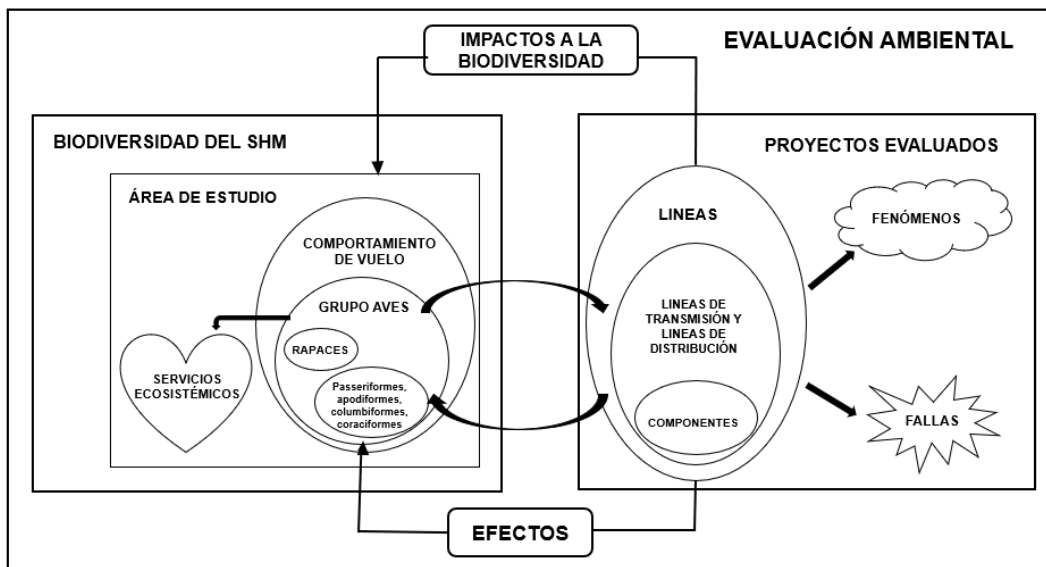 IMPACTOS A LA
BIODIVERSIDAD
EVALUACIÓN AMBIENTAL
BIODIVERSIDAD DEL SHM
PROYECTOS EVALUADOS
ÁREA DE ESTUDIO
COMPORTAMIENTO
DE VUELO
GRUPO AVES
RAPACES
Passeriformes,
apodiformes,
columbiformes,
coraciformes
SERVICIOS
ECOSISTÉMICOS
LINEAS
LINEAS DE
TRANSMISIÓN Y
LINEAS DE
DISTRIBUCIÓN
COMPONENTES
FENÓMENOS
FALLAS
EFECTOS